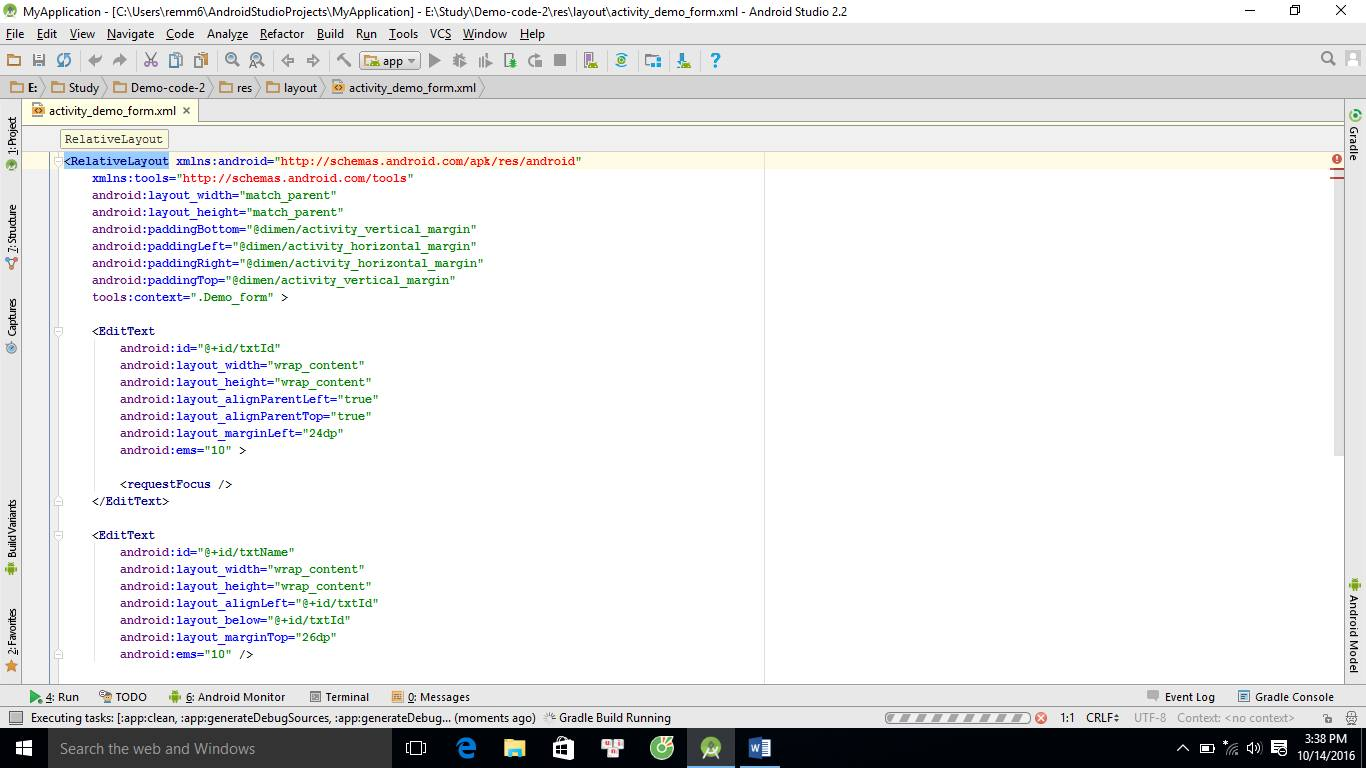 MyApplication - [C:\Users\remm6\AndroidStudioProjects\MyApplication] - E:\Study\Demo-code-2\res\layout\activity_demo_form.xml - Android Studio 2.2
File Edit View Navigate Code Analyze Refactor Build Run Tools VCS Window Help
app
E: Study Demo-code-2 res layout activity_demo_form.xml
activity_demo_form.xml
RelativeLayout
<RelativeLayout xmlns:android="http://schemas.android.com/apk/res/android"
xmlns:tools="http://schemas.android.com/tools"
android:layout_width="match_parent"
android:layout_height="match_parent"
android:paddingBottom="@dimen/activity_vertical_margin"
android:paddingLeft="@dimen/activity_horizontal_margin"
android:paddingRight="@dimen/activity_horizontal_margin"
android:paddingTop="@dimen/activity_vertical_margin"
tools:context=".Demo_form" >
<EditText
android:id="@+id/txtId"
android:layout_width="wrap_content"
android:layout_height="wrap_content"
android:layout_alignParentLeft="true"
android:layout_alignParentTop="true"
android:layout_marginLeft="24dp"
android:ems="10" >
<requestFocus />
</EditText>
<EditText
android:id="@+id/txtName"
android:layout_width="wrap_content"
android:layout_height="wrap_content"
android:layout_alignLeft="@+id/txtId"
android:layout_below="@+id/txtId"
android:layout_marginTop="26dp"
android:ems="10" />
1: Project
7: Structure
Captures
Build Variants
2: Favorites
Gradle
Android Model
4: Run TODO 6: Android Monitor Terminal 0: Messages Event Log Gradle Console
Executing tasks: [:app:clean, :app:generateDebugSources, :app:generateDebug... (moments ago) Gradle Build Running 1:1 CRLF UTF-8 Context: <no context>
Search the web and Windows
3:38 PM
10/14/2016